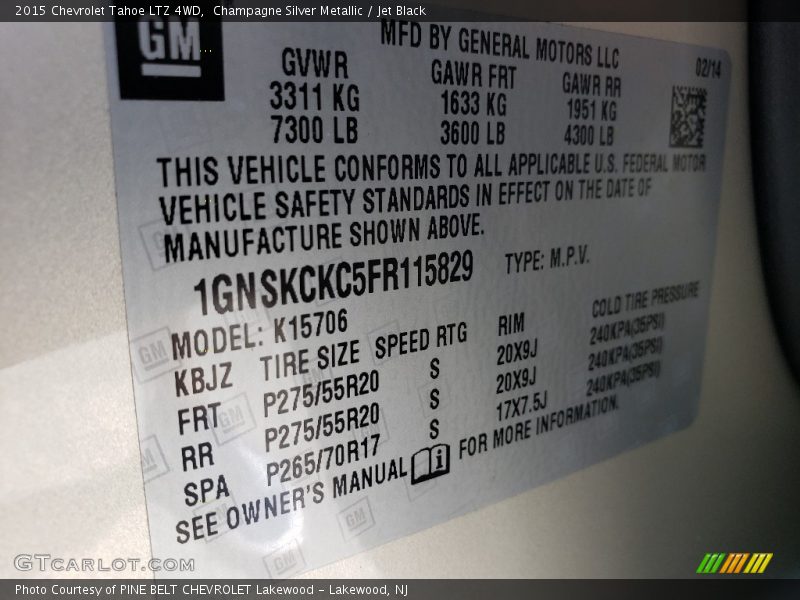 2015 Chevrolet Tahoe LTZ 4WD, Champagne Silver Metallic / Jet Black
GM
MFD BY GENERAL MOTORS LLC
02/14
GVWR GAWR FRT GAWR RR
3311 KG 1633 KG 1951 KG
7300 LB 3600 LB 4300 LB
THIS VEHICLE CONFORMS TO ALL APPLICABLE U.S. FEDERAL MOTOR
VEHICLE SAFETY STANDARDS IN EFFECT ON THE DATE OF
MANUFACTURE SHOWN ABOVE.
1GNSKCKC5FR115829 TYPE: M.P.V.
MODEL: K15706
KBJZ TIRE SIZE SPEED RTG RIM COLD TIRE PRESSURE
FRT P275/55R20 S 20X9J 240KPA(35PSI)
RR P275/55R20 S 20X9J 240KPA(35PSI)
SPA P265/70R17 S 17X7.5J 240KPA(35PSI)
SEE OWNER'S MANUAL i FOR MORE INFORMATION.
GM
GM
GM
GM
GTCARLOT.COM
Photo Courtesy of PINE BELT CHEVROLET Lakewood - Lakewood, NJ